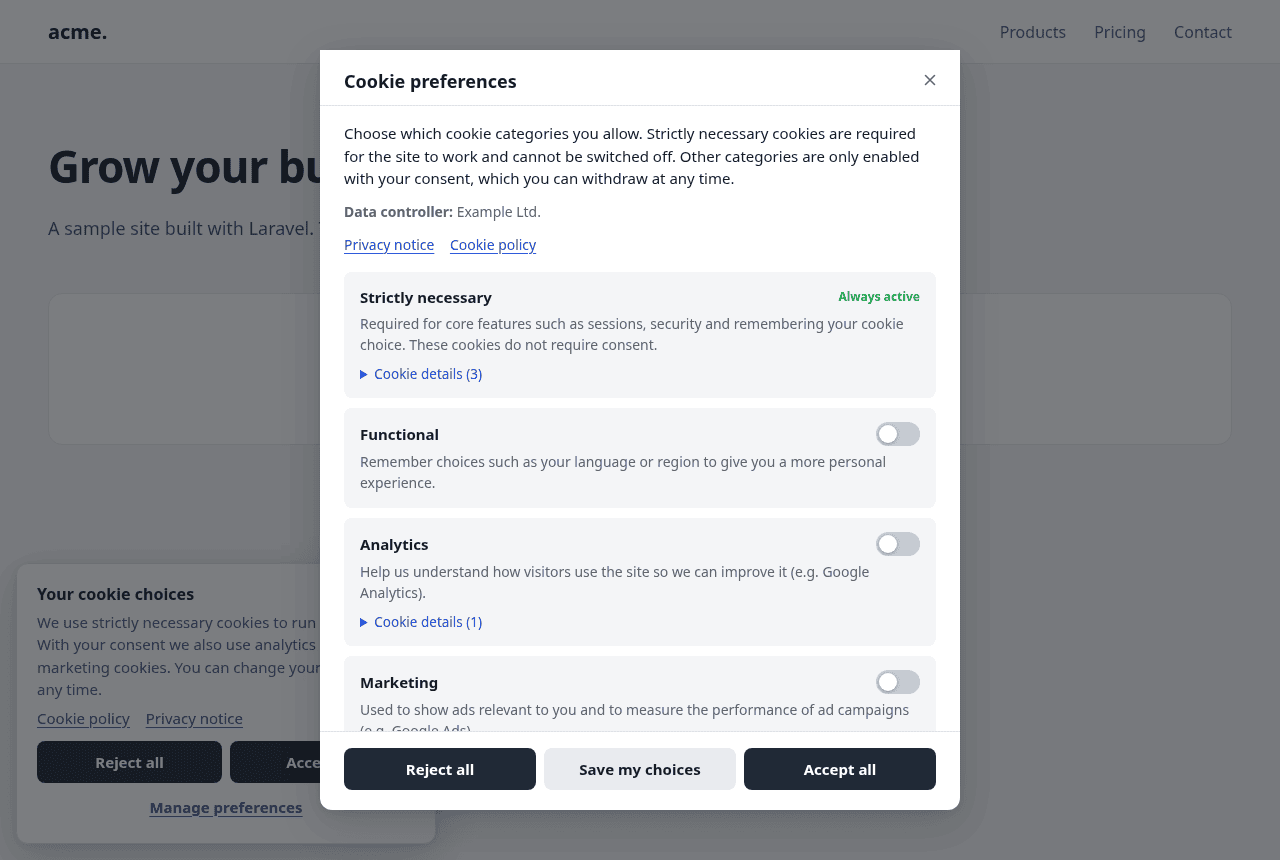 acme.
Products Pricing Contact
Grow your bu
A sample site built with Laravel.
Cookie preferences
Choose which cookie categories you allow. Strictly necessary cookies are required
for the site to work and cannot be switched off. Other categories are only enabled
with your consent, which you can withdraw at any time.
Data controller: Example Ltd.
Privacy notice Cookie policy
Strictly necessary Always active
Required for core features such as sessions, security and remembering your cookie
choice. These cookies do not require consent.
Cookie details (3)
Functional
Remember choices such as your language or region to give you a more personal
experience.
Analytics
Help us understand how visitors use the site so we can improve it (e.g. Google
Analytics).
Cookie details (1)
Marketing
Used to show ads relevant to you and to measure the performance of ad campaigns
(e.g. Google Ads).
Reject all Save my choices Accept all
Your cookie choices
We use strictly necessary cookies to run
With your consent we also use analytics
marketing cookies. You can change your
any time.
Cookie policy Privacy notice
Reject all Acce
Manage preferences